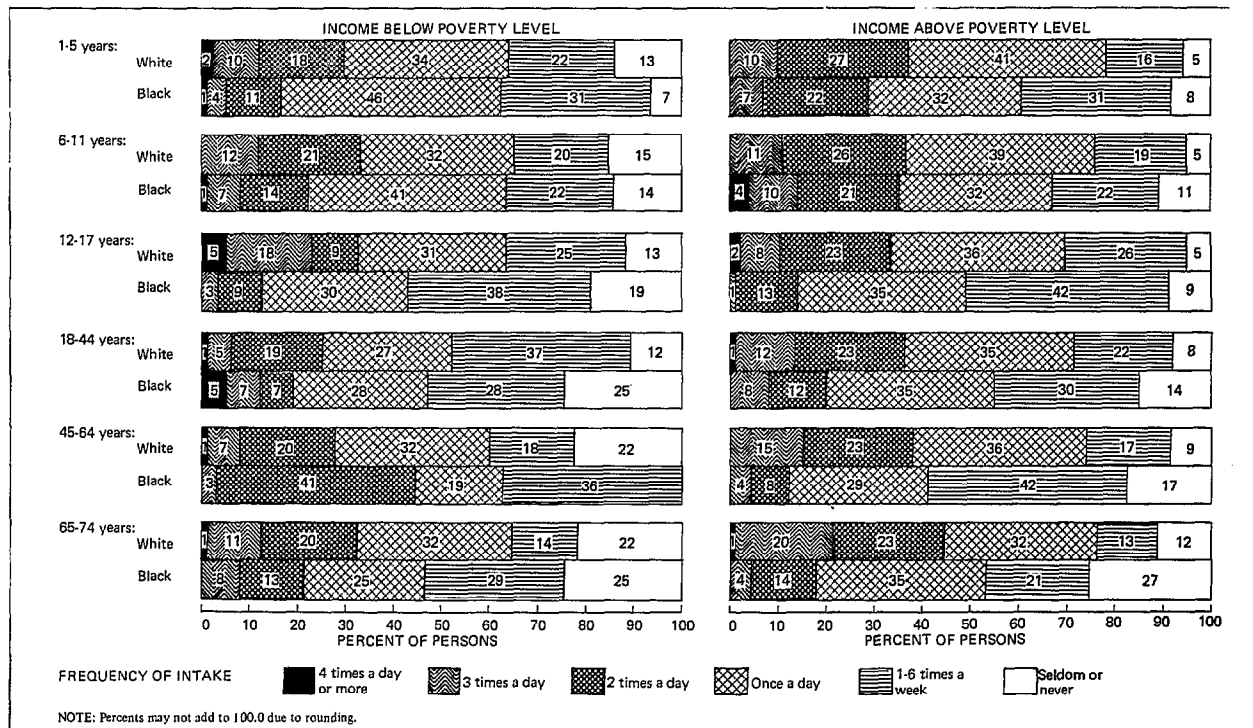 INCOME BELOW POVERTY LEVEL
INCOME ABOVE POVERTY LEVEL
1-5 years:
White 2 10 18 34 22 13 10 27 41 16 5
Black 1 4 11 46 31 7 7 22 32 31 8
6-11 years:
White 12 21 32 20 15 11 26 39 19 5
Black 1 7 14 41 22 14 4 10 21 32 22 11
12-17 years:
White 5 18 9 31 25 13 2 8 23 36 26 5
Black 3 9 30 38 19 1 13 35 42 9
18-44 years:
White 1 5 19 27 37 12 1 12 23 35 22 8
Black 5 7 7 28 28 25 8 12 35 30 14
45-64 years:
White 1 7 20 32 18 22 15 23 36 17 9
Black 3 41 19 36 4 8 29 42 17
65-74 years:
White 1 11 20 32 14 22 1 20 23 32 13 12
Black 8 13 25 29 25 4 14 35 21 27
0 10 20 30 40 50 60 70 80 90 100
0 10 20 30 40 50 60 70 80 90 100
PERCENT OF PERSONS
PERCENT OF PERSONS
FREQUENCY OF INTAKE
4 times a day
or more
3 times a day
2 times a day
Once a day
1-6 times a
week
Seldom or
never
NOTE: Percents may not add to 100.0 due to rounding.